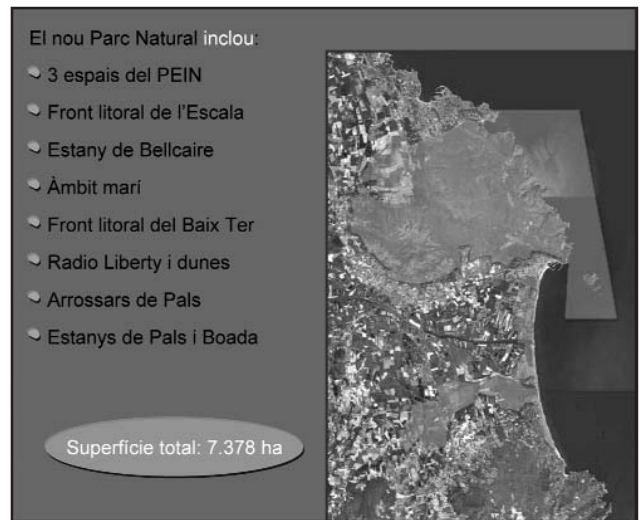 El nou Parc Natural inclou:
3 espais del PEIN
Front litoral de l'Escala
Estany de Bellcaire
Àmbit marí
Front litoral del Baix Ter
Radio Liberty i dunes
Arrossars de Pals
Estanys de Pals i Boada
Superfície total: 7.378 ha